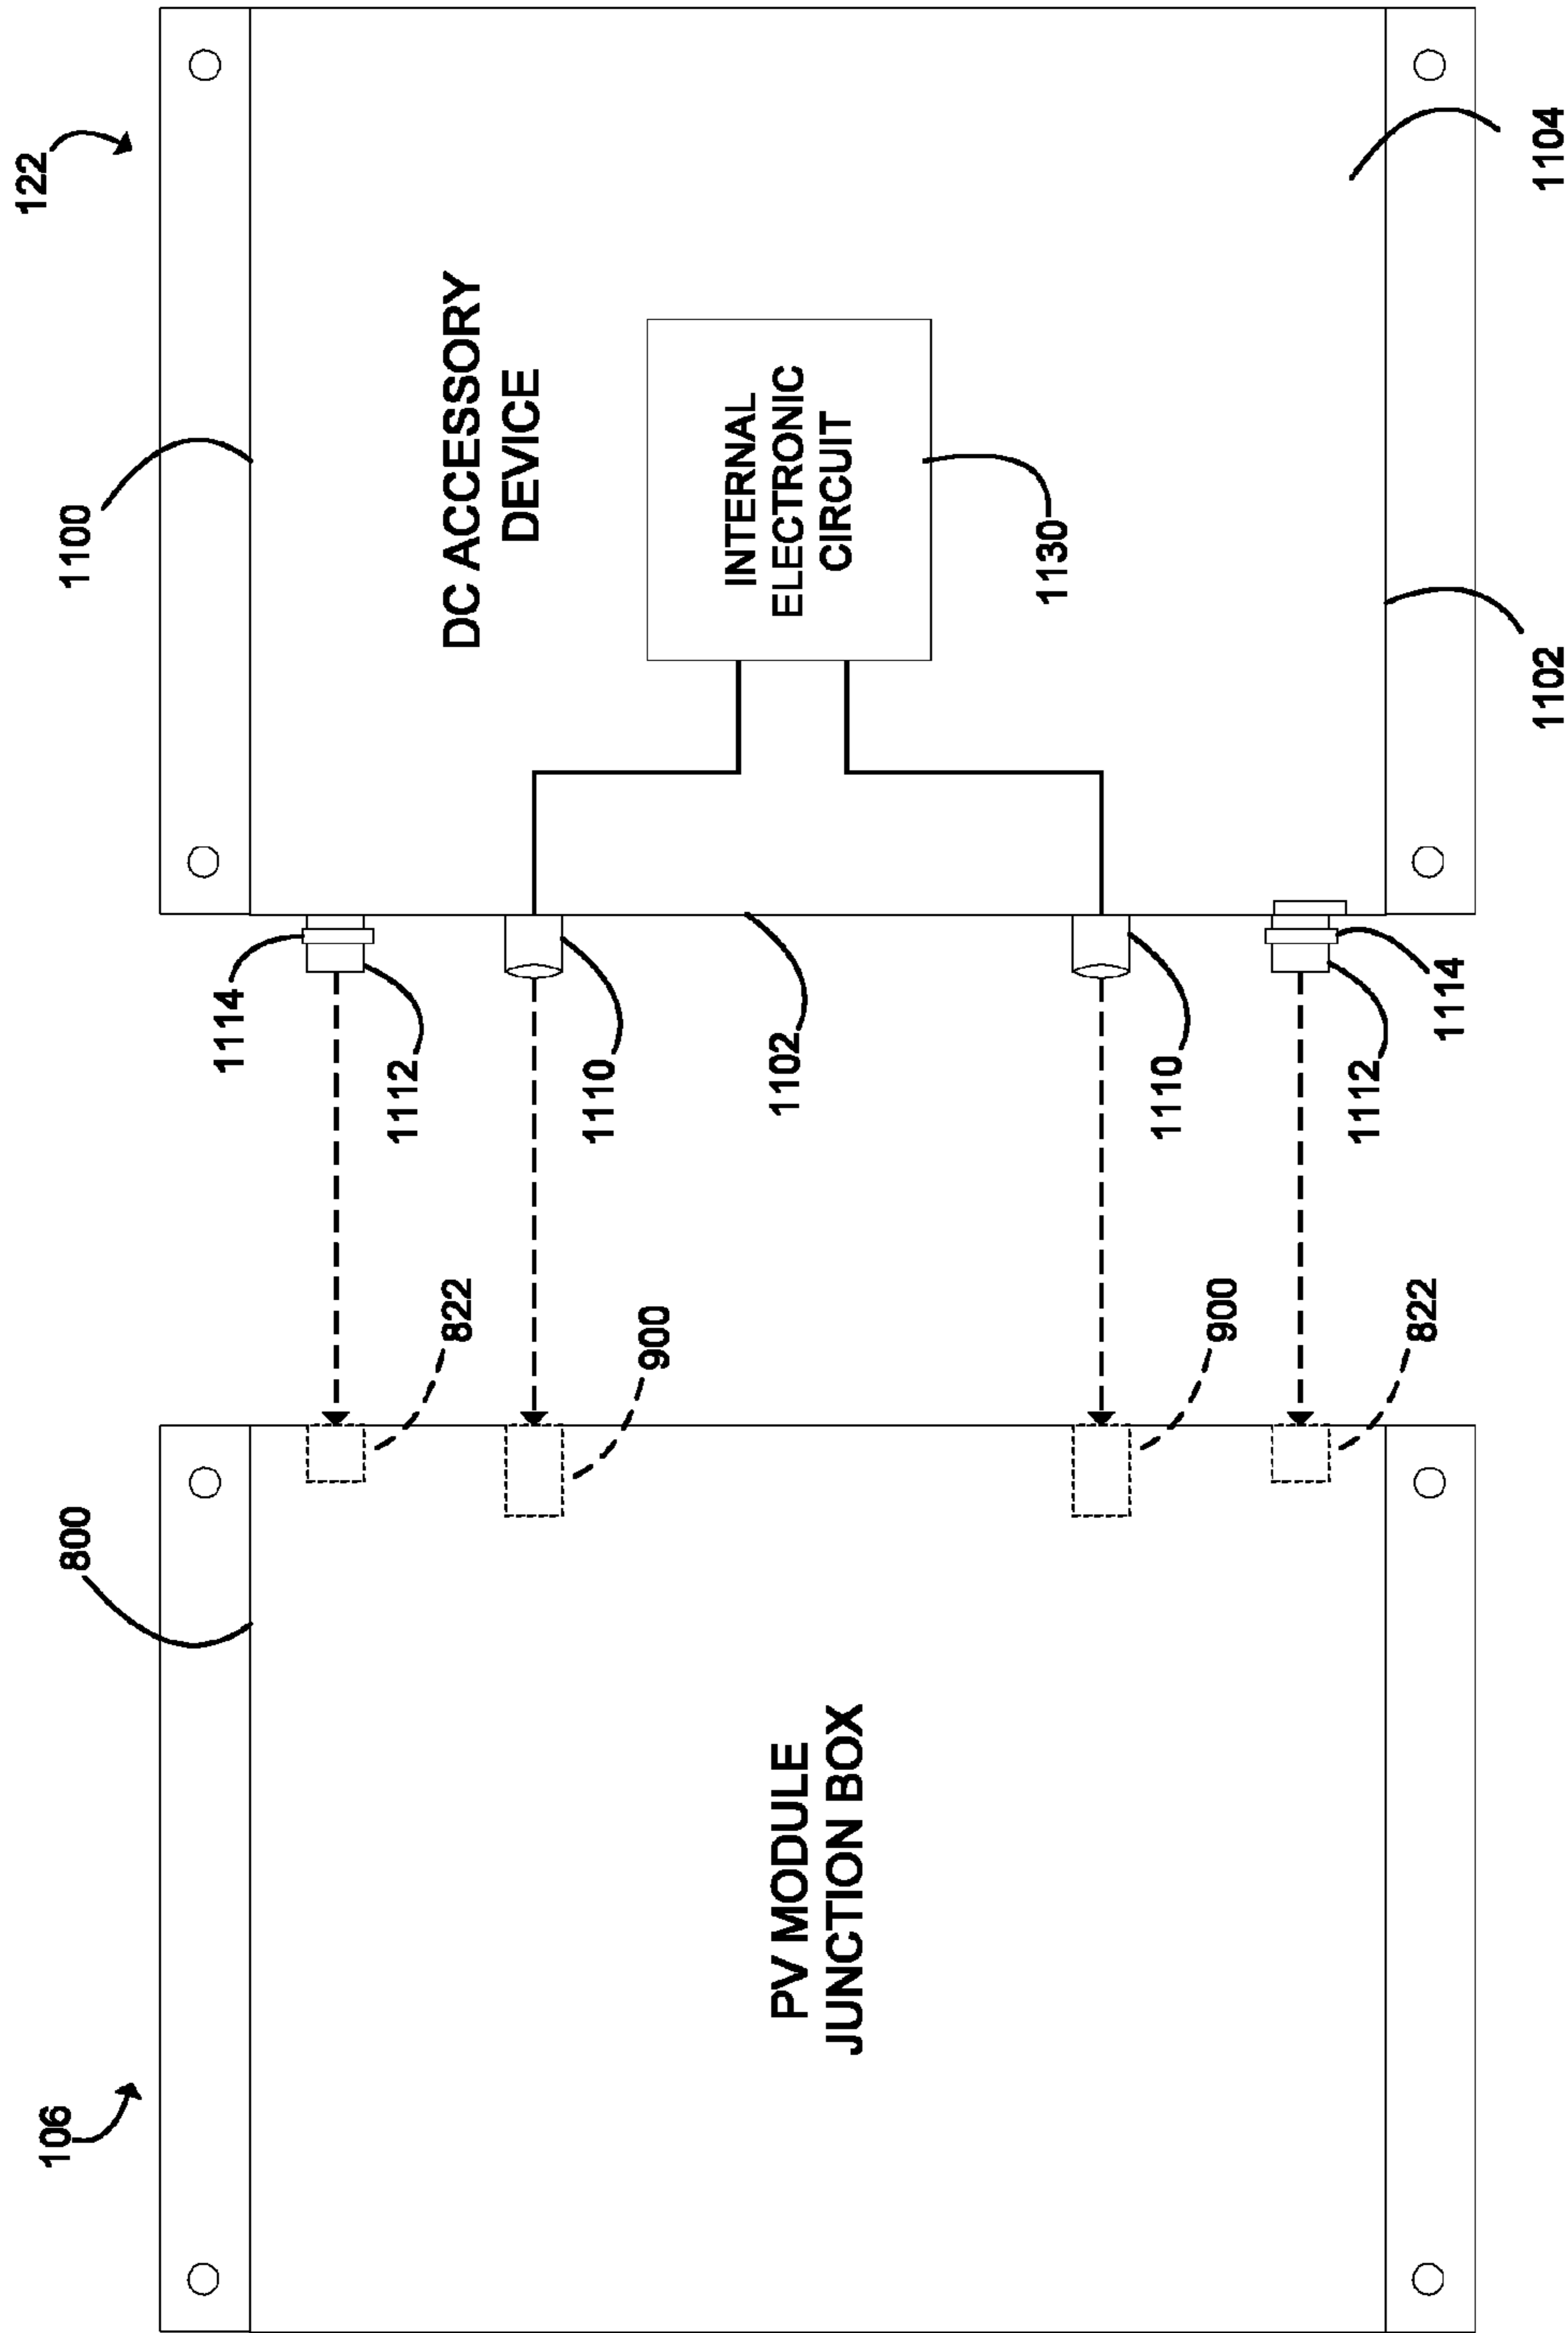 122
106
800
1100
1114
1112
822
DC ACCESSORY
DEVICE
1110
900
PV MODULE
JUNCTION BOX
1102
INTERNAL
ELECTRONIC
CIRCUIT
1130
1110
900
1112
822
1114
1102
1104